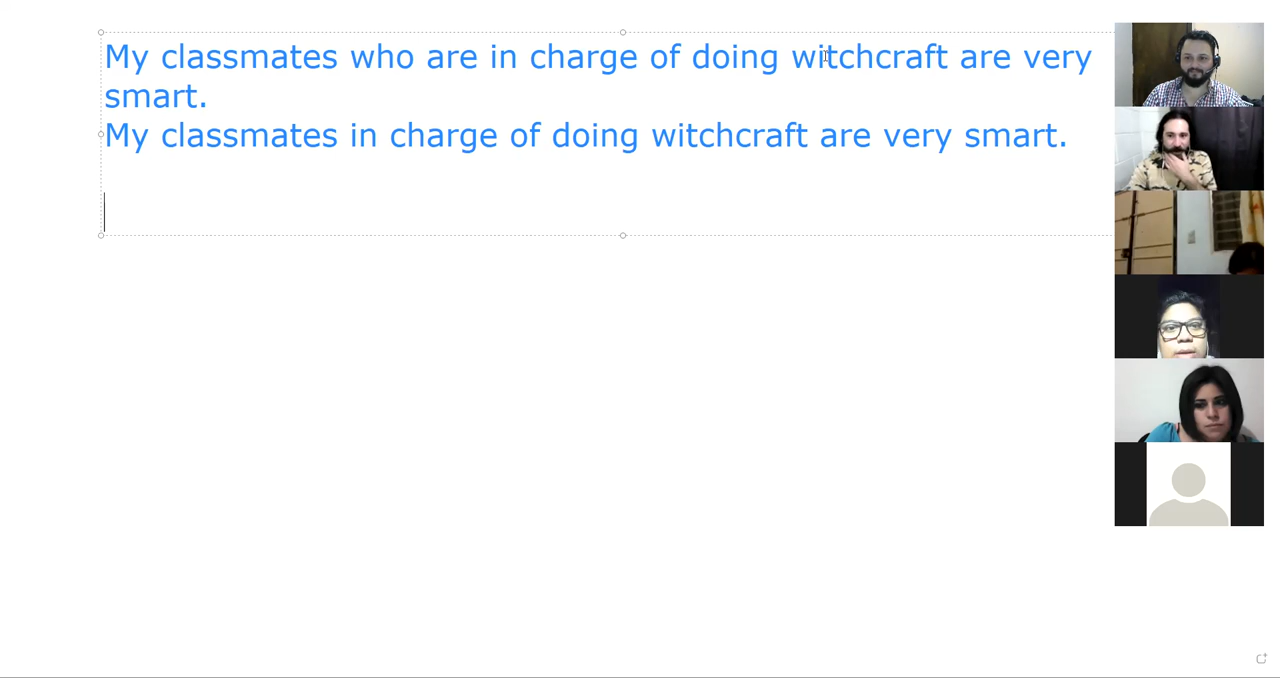 My classmates who are in charge of doing witchcraft are very
smart.
My classmates in charge of doing witchcraft are very smart.